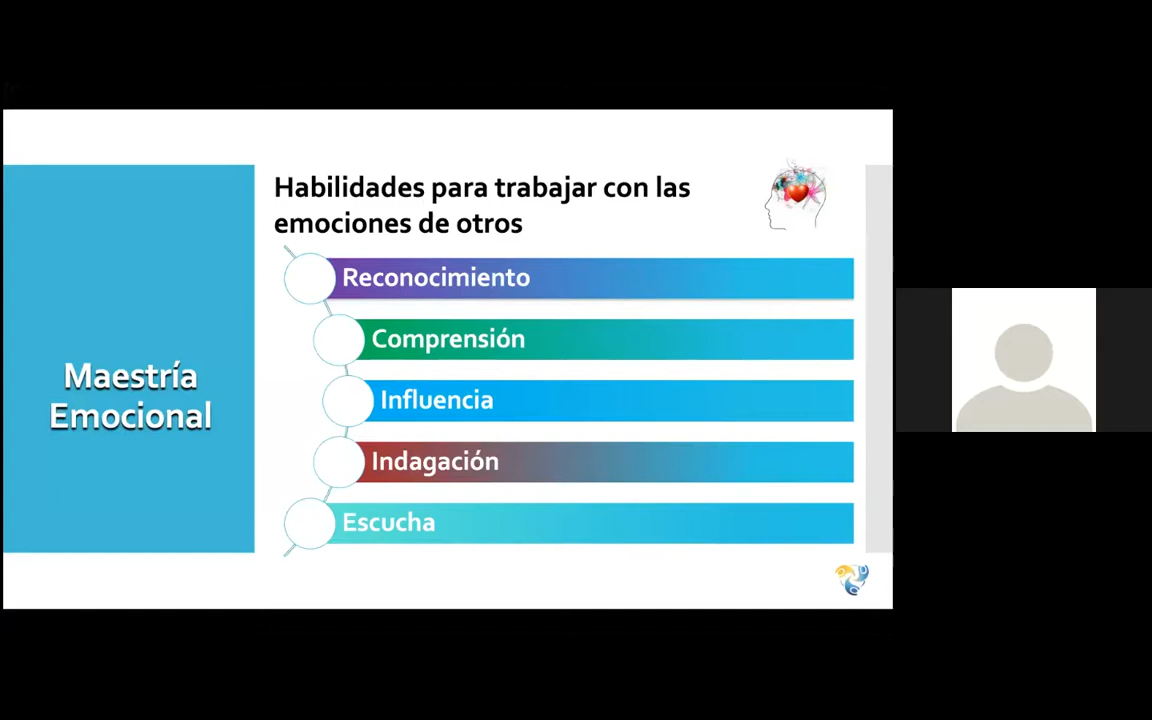 Habilidades para trabajar con las
emociones de otros
Reconocimiento
Comprensión
Maestría
Emocional
Influencia
Indagación
Escucha